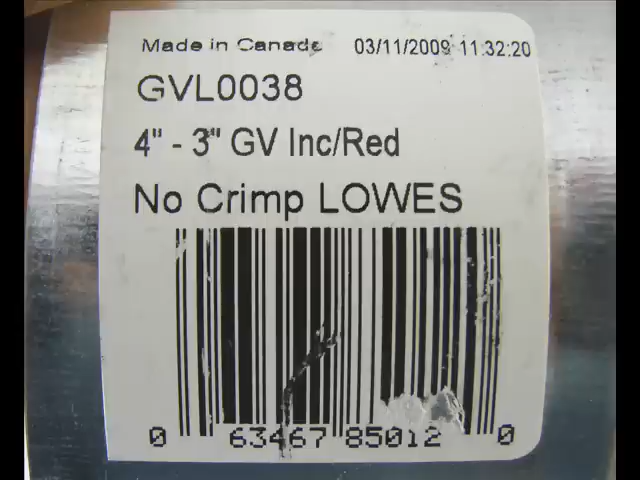 Made in Canada 03/11/2009 11:32:20
GVL0038
4" - 3" GV Inc/Red
No Crimp LOWES
0 63467 85012 0